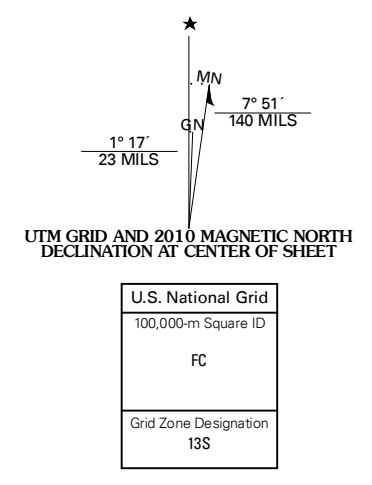 ★
MN
GN
7° 51´
140 MILS
1° 17´
23 MILS
UTM GRID AND 2010 MAGNETIC NORTH
DECLINATION AT CENTER OF SHEET
U.S. National Grid
100,000-m Square ID
FC
Grid Zone Designation
13S